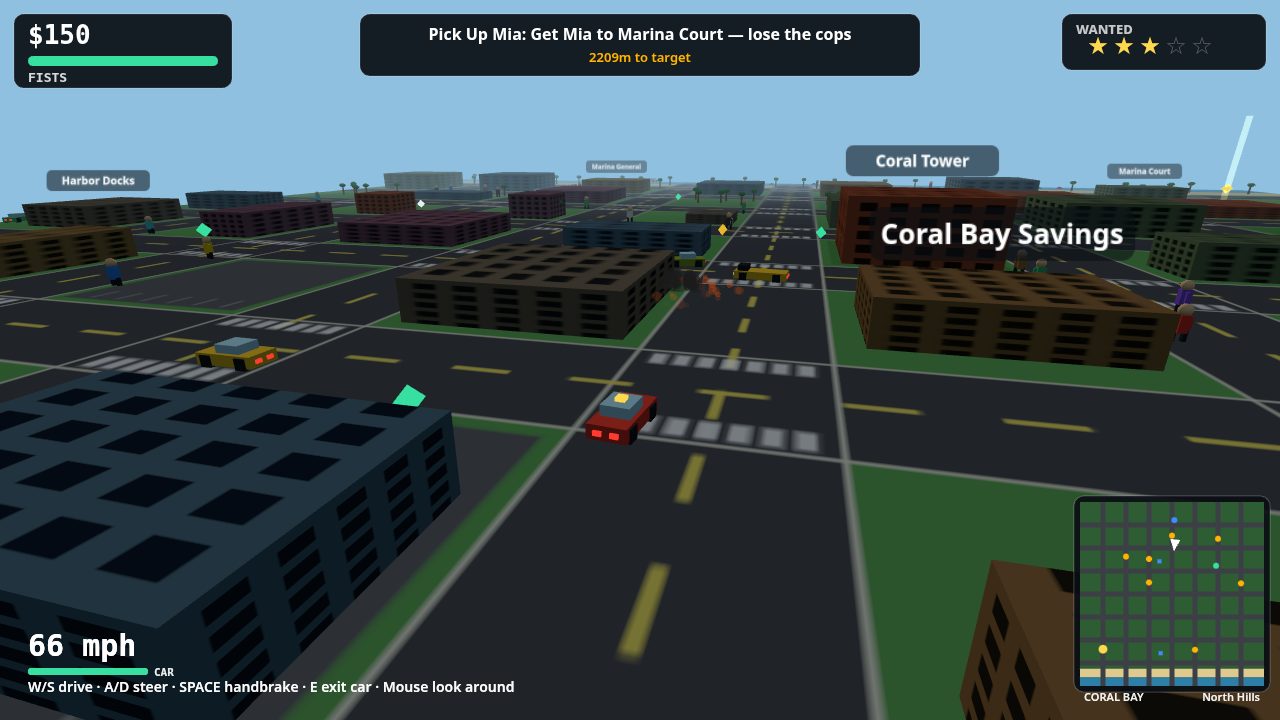 $150
FISTS
Pick Up Mia: Get Mia to Marina Court — lose the cops
2209m to target
WANTED
Harbor Docks
Marina General
Coral Tower
Marina Court
Coral Bay Savings
66 mph
CAR
W/S drive · A/D steer · SPACE handbrake · E exit car · Mouse look around
CORAL BAY
North Hills